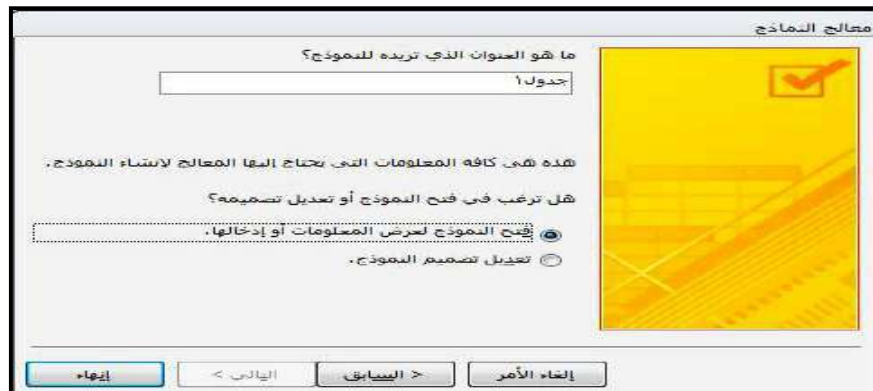 معالج النماذج
ما هو العنوان الذي تريده للنموذج؟
جدول١
هذه هي كافة المعلومات التي يحتاج إليها المعالج لإنشاء النموذج.
هل ترغب في فتح النموذج أو تعديل تصميمه؟
فتح النموذج لعرض المعلومات أو إدخالها.
تعديل تصميم النموذج.
إلغاء الأمر
< السابق
التالي >
إنهاء